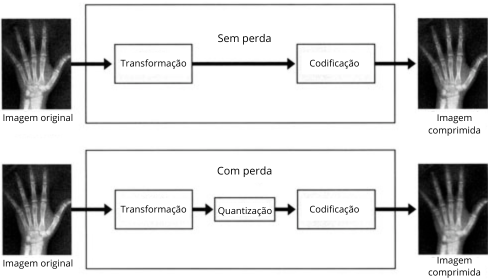 Sem perda
Transformação
Codificação
Imagem original
Imagem
comprimida
Com perda
Transformação
Quantização
Codificação
Imagem original
Imagem
comprimida